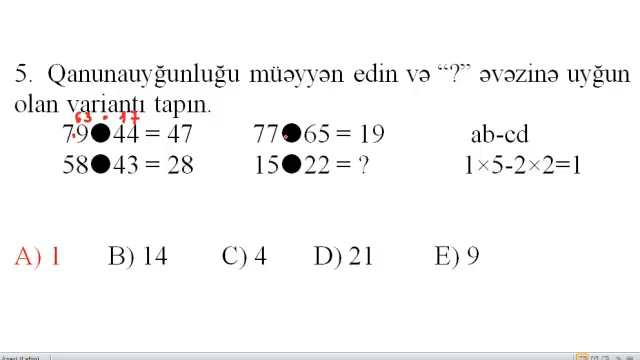 5. Qanunauyğunluğu müəyyən edin və “?” əvəzinə uyğun
olan variantı tapın.
63 · 17
79●44 = 47 77●65 = 19 ab-cd
58●43 = 28 15●22 = ? 1×5-2×2=1
A) 1 B) 14 C) 4 D) 21 E) 9